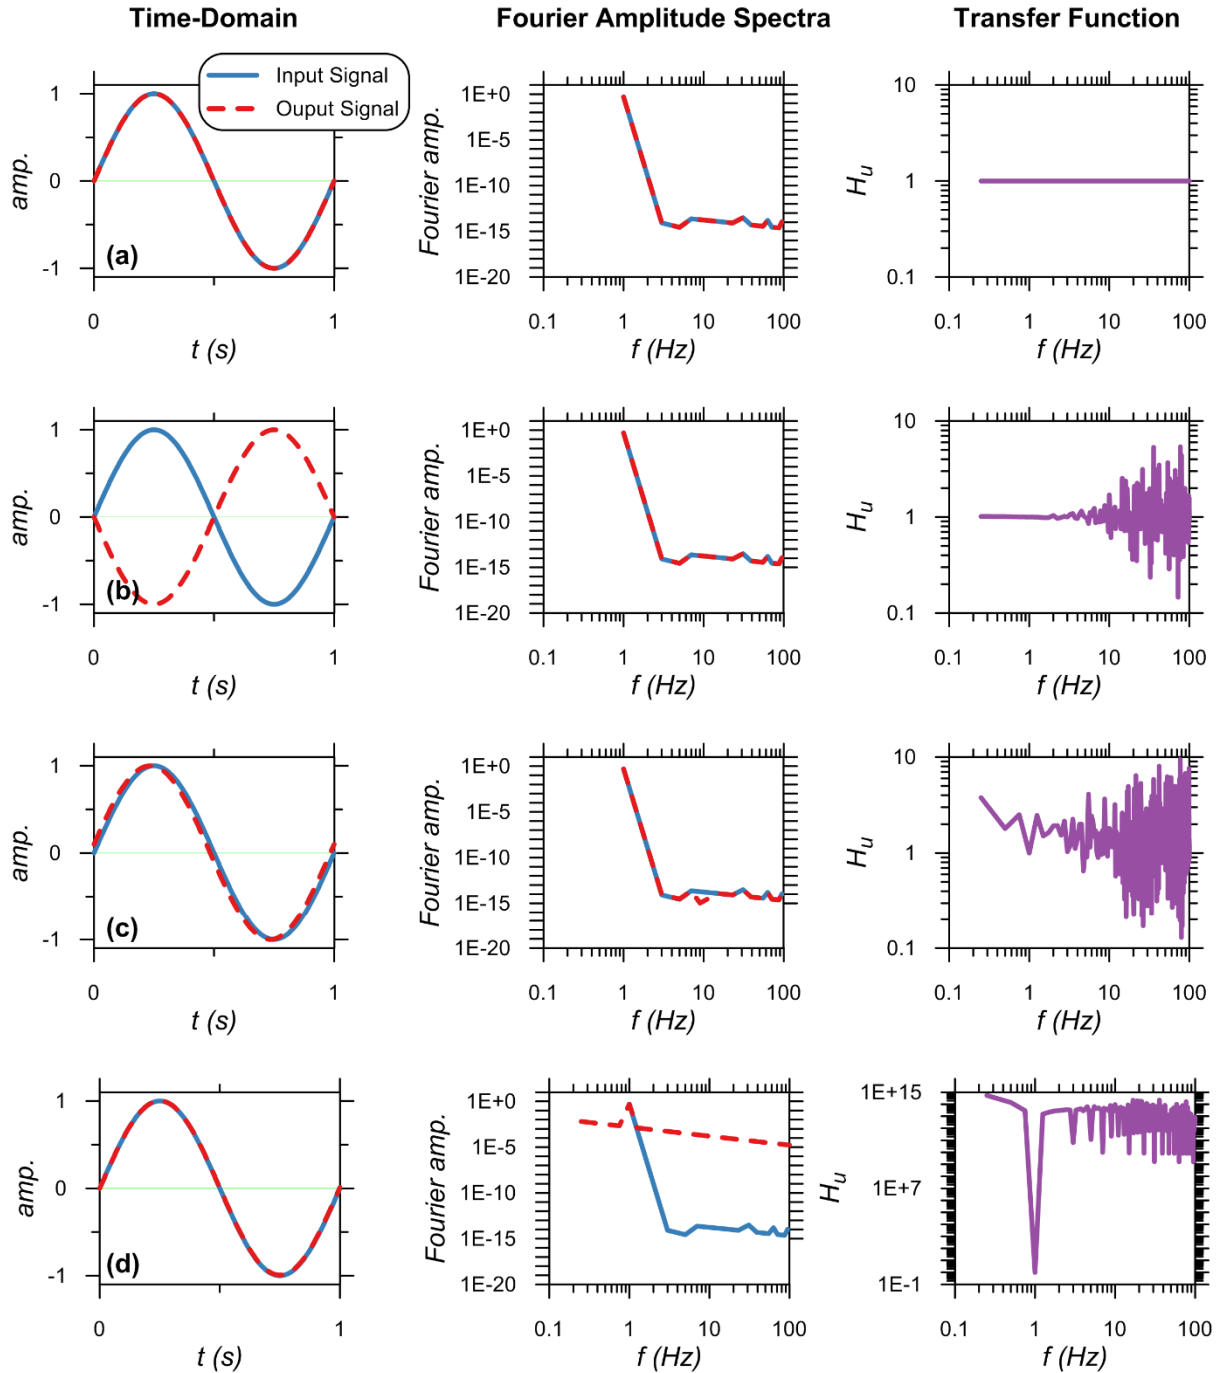 Time-Domain Fourier Amplitude Spectra Transfer Function
Input Signal
Ouput Signal
amp.
1
0
-1
(a)
0 1
t (s)
Fourier amp.
1E+0
1E-5
1E-10
1E-15
1E-20
0.1 1 10 100
f (Hz)
Hu
10
1
0.1
0.1 1 10 100
f (Hz)
amp.
1
0
-1
(b)
0 1
t (s)
Fourier amp.
1E+0
1E-5
1E-10
1E-15
1E-20
0.1 1 10 100
f (Hz)
Hu
10
1
0.1
0.1 1 10 100
f (Hz)
amp.
1
0
-1
(c)
0 1
t (s)
Fourier amp.
1E+0
1E-5
1E-10
1E-15
1E-20
0.1 1 10 100
f (Hz)
Hu
10
1
0.1
0.1 1 10 100
f (Hz)
amp.
1
0
-1
(d)
0 1
t (s)
Fourier amp.
1E+0
1E-5
1E-10
1E-15
1E-20
0.1 1 10 100
f (Hz)
Hu
1E+15
1E+7
1E-1
0.1 1 10 100
f (Hz)